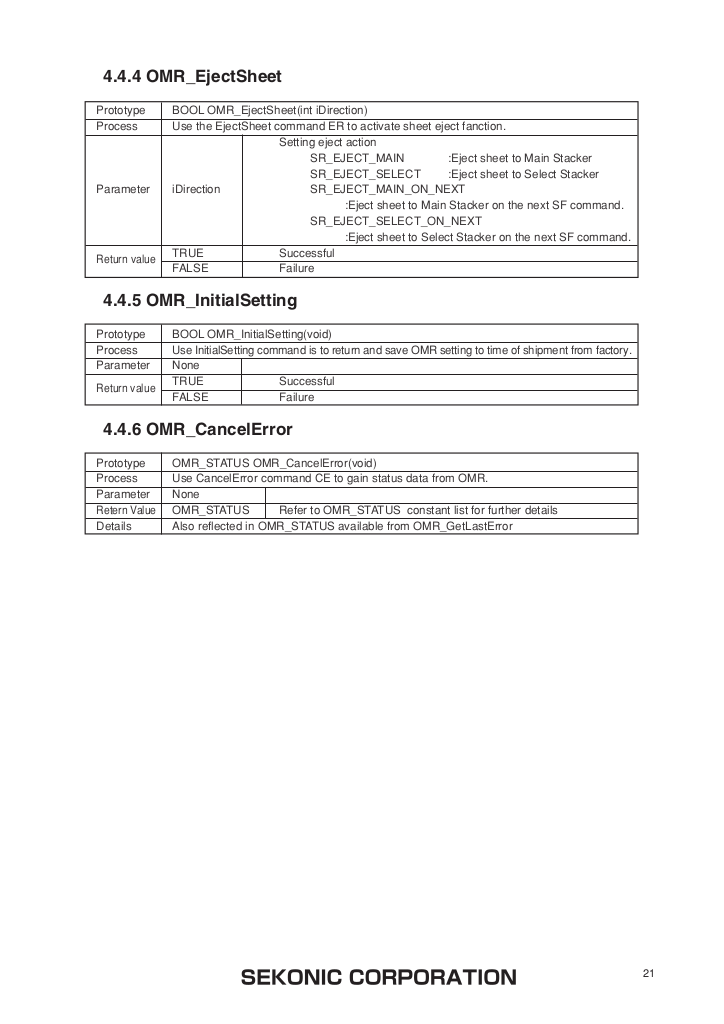 4.4.4 OMR_EjectSheet
Prototype BOOL OMR_EjectSheet(int iDirection)
Process Use the EjectSheet command ER to activate sheet eject fanction.
Setting eject action
SR_EJECT_MAIN :Eject sheet to Main Stacker
SR_EJECT_SELECT :Eject sheet to Select Stacker
Parameter iDirection SR_EJECT_MAIN_ON_NEXT
:Eject sheet to Main Stacker on the next SF command.
SR_EJECT_SELECT_ON_NEXT
:Eject sheet to Select Stacker on the next SF command.
Return value TRUE Successful
FALSE Failure
4.4.5 OMR_InitialSetting
Prototype BOOL OMR_InitialSetting(void)
Process Use InitialSetting command is to return and save OMR setting to time of shipment from factory.
Parameter None
Return value TRUE Successful
FALSE Failure
4.4.6 OMR_CancelError
Prototype OMR_STATUS OMR_CancelError(void)
Process Use CancelError command CE to gain status data from OMR.
Parameter None
Retern Value OMR_STATUS Refer to OMR_STATUS constant list for further details
Details Also reflected in OMR_STATUS available from OMR_GetLastError
SEKONIC CORPORATION 21